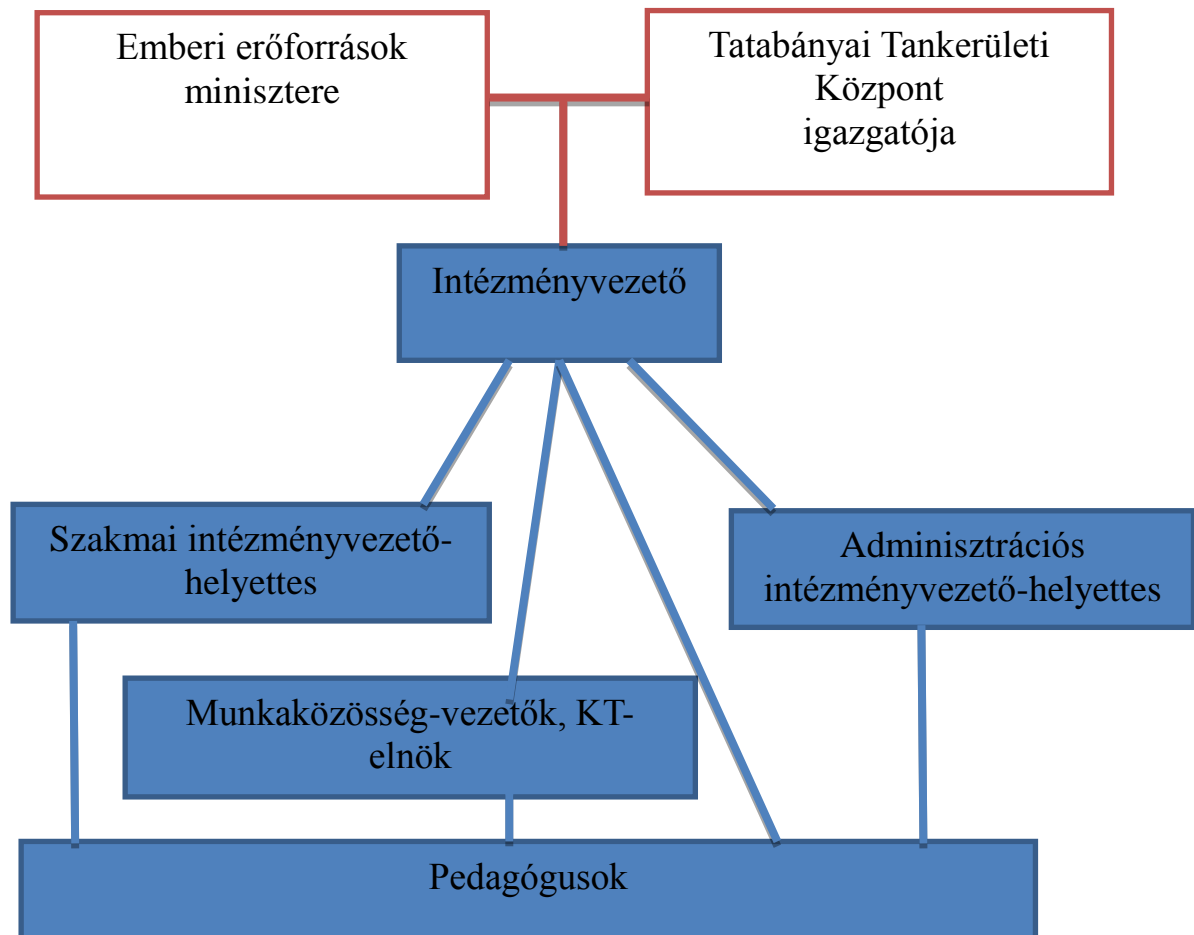 Emberi erőforrások
minisztere
Tatabányai Tankerületi
Központ
igazgatója
Intézményvezető
Szakmai intézményvezető-
helyettes
Adminisztrációs
intézményvezető-helyettes
Munkaközösség-vezetők, KT-
elnök
Pedagógusok